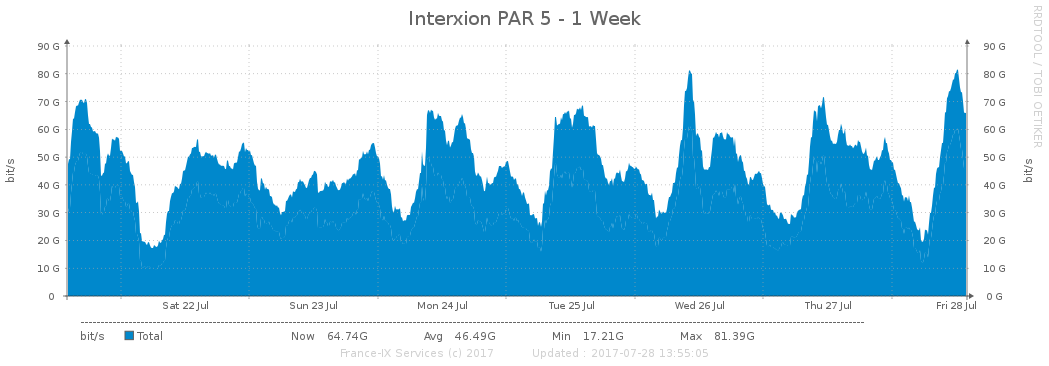 Interxion PAR 5 - 1 Week
RRDTOOL / TOBI OETIKER
bit/s
90 G 90 G
80 G 80 G
70 G 70 G
60 G 60 G
50 G 50 G
40 G 40 G
30 G 30 G
20 G 20 G
10 G 10 G
0 0 G
bit/s
Sat 22 Jul Sun 23 Jul Mon 24 Jul Tue 25 Jul Wed 26 Jul Thu 27 Jul Fri 28 Jul
bit/s Total Now 64.74G Avg 46.49G Min 17.21G Max 81.39G
France-IX Services (c) 2017 Updated : 2017-07-28 13:55:05